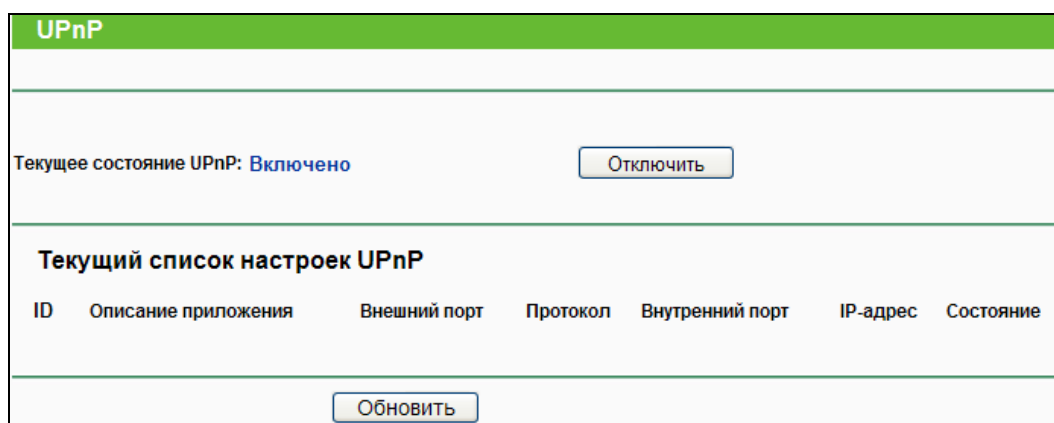 UPnP
Текущее состояние UPnP: Включено Отключить
Текущий список настроек UPnP
ID Описание приложения Внешний порт Протокол Внутренний порт IP-адрес Состояние
Обновить